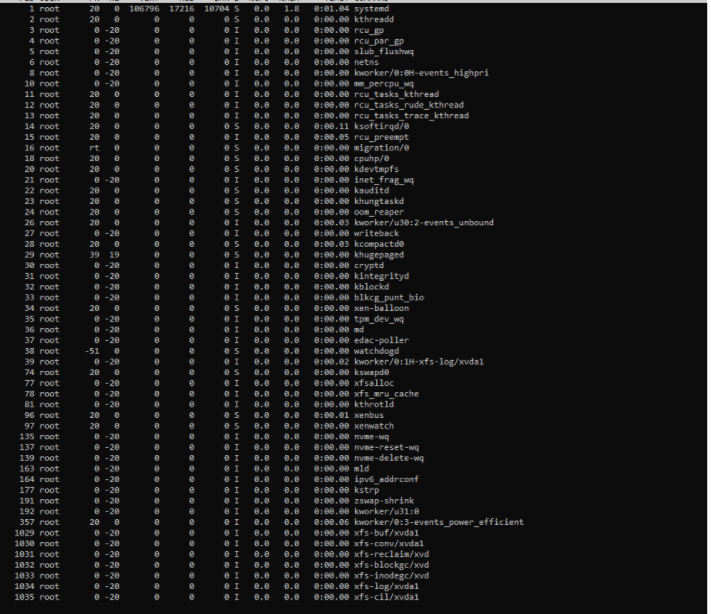 1 root 20 0 106796 17216 10704 S 0.0 1.8 0:01.04 systemd
2 root 20 0 0 0 0 S 0.0 0.0 0:00.00 kthreadd
3 root 0 -20 0 0 0 I 0.0 0.0 0:00.00 rcu_gp
4 root 0 -20 0 0 0 I 0.0 0.0 0:00.00 rcu_par_gp
5 root 0 -20 0 0 0 I 0.0 0.0 0:00.00 slub_flushwq
6 root 0 -20 0 0 0 I 0.0 0.0 0:00.00 netns
8 root 0 -20 0 0 0 I 0.0 0.0 0:00.00 kworker/0:0H-events_highpri
10 root 0 -20 0 0 0 I 0.0 0.0 0:00.00 mm_percpu_wq
11 root 20 0 0 0 0 I 0.0 0.0 0:00.00 rcu_tasks_kthread
12 root 20 0 0 0 0 I 0.0 0.0 0:00.00 rcu_tasks_rude_kthread
13 root 20 0 0 0 0 I 0.0 0.0 0:00.00 rcu_tasks_trace_kthread
14 root 20 0 0 0 0 S 0.0 0.0 0:00.11 ksoftirqd/0
15 root 20 0 0 0 0 I 0.0 0.0 0:00.05 rcu_preempt
16 root rt 0 0 0 0 S 0.0 0.0 0:00.00 migration/0
18 root 20 0 0 0 0 S 0.0 0.0 0:00.00 cpuhp/0
20 root 20 0 0 0 0 S 0.0 0.0 0:00.00 kdevtmpfs
21 root 0 -20 0 0 0 I 0.0 0.0 0:00.00 inet_frag_wq
22 root 20 0 0 0 0 S 0.0 0.0 0:00.00 kauditd
23 root 20 0 0 0 0 S 0.0 0.0 0:00.00 khungtaskd
24 root 20 0 0 0 0 S 0.0 0.0 0:00.00 oom_reaper
26 root 20 0 0 0 0 I 0.0 0.0 0:00.03 kworker/u30:2-events_unbound
27 root 0 -20 0 0 0 I 0.0 0.0 0:00.00 writeback
28 root 20 0 0 0 0 S 0.0 0.0 0:00.03 kcompactd0
29 root 39 19 0 0 0 S 0.0 0.0 0:00.00 khugepaged
30 root 0 -20 0 0 0 I 0.0 0.0 0:00.00 cryptd
31 root 0 -20 0 0 0 I 0.0 0.0 0:00.00 kintegrityd
32 root 0 -20 0 0 0 I 0.0 0.0 0:00.00 kblockd
33 root 0 -20 0 0 0 I 0.0 0.0 0:00.00 blkcg_punt_bio
34 root 20 0 0 0 0 S 0.0 0.0 0:00.00 xen-balloon
35 root 0 -20 0 0 0 I 0.0 0.0 0:00.00 tpm_dev_wq
36 root 0 -20 0 0 0 I 0.0 0.0 0:00.00 md
37 root 0 -20 0 0 0 I 0.0 0.0 0:00.00 edac-poller
38 root -51 0 0 0 0 S 0.0 0.0 0:00.00 watchdogd
39 root 0 -20 0 0 0 I 0.0 0.0 0:00.02 kworker/0:1H-xfs-log/xvda1
74 root 20 0 0 0 0 S 0.0 0.0 0:00.00 kswapd0
77 root 0 -20 0 0 0 I 0.0 0.0 0:00.00 xfsalloc
78 root 0 -20 0 0 0 I 0.0 0.0 0:00.00 xfs_mru_cache
81 root 0 -20 0 0 0 I 0.0 0.0 0:00.00 kthrotld
96 root 20 0 0 0 0 S 0.0 0.0 0:00.01 xenbus
97 root 20 0 0 0 0 S 0.0 0.0 0:00.00 xenwatch
135 root 0 -20 0 0 0 I 0.0 0.0 0:00.00 nvme-wq
137 root 0 -20 0 0 0 I 0.0 0.0 0:00.00 nvme-reset-wq
139 root 0 -20 0 0 0 I 0.0 0.0 0:00.00 nvme-delete-wq
163 root 0 -20 0 0 0 I 0.0 0.0 0:00.00 mld
164 root 0 -20 0 0 0 I 0.0 0.0 0:00.00 ipv6_addrconf
177 root 0 -20 0 0 0 I 0.0 0.0 0:00.00 kstrp
191 root 0 -20 0 0 0 I 0.0 0.0 0:00.00 zswap-shrink
192 root 0 -20 0 0 0 I 0.0 0.0 0:00.00 kworker/u31:0
357 root 20 0 0 0 0 I 0.0 0.0 0:00.06 kworker/0:3-events_power_efficient
1029 root 0 -20 0 0 0 I 0.0 0.0 0:00.00 xfs-buf/xvda1
1030 root 0 -20 0 0 0 I 0.0 0.0 0:00.00 xfs-conv/xvda1
1031 root 0 -20 0 0 0 I 0.0 0.0 0:00.00 xfs-reclaim/xvd
1032 root 0 -20 0 0 0 I 0.0 0.0 0:00.00 xfs-blockgc/xvd
1033 root 0 -20 0 0 0 I 0.0 0.0 0:00.00 xfs-inodegc/xvd
1034 root 0 -20 0 0 0 I 0.0 0.0 0:00.00 xfs-log/xvda1
1035 root 0 -20 0 0 0 I 0.0 0.0 0:00.00 xfs-cil/xvda1